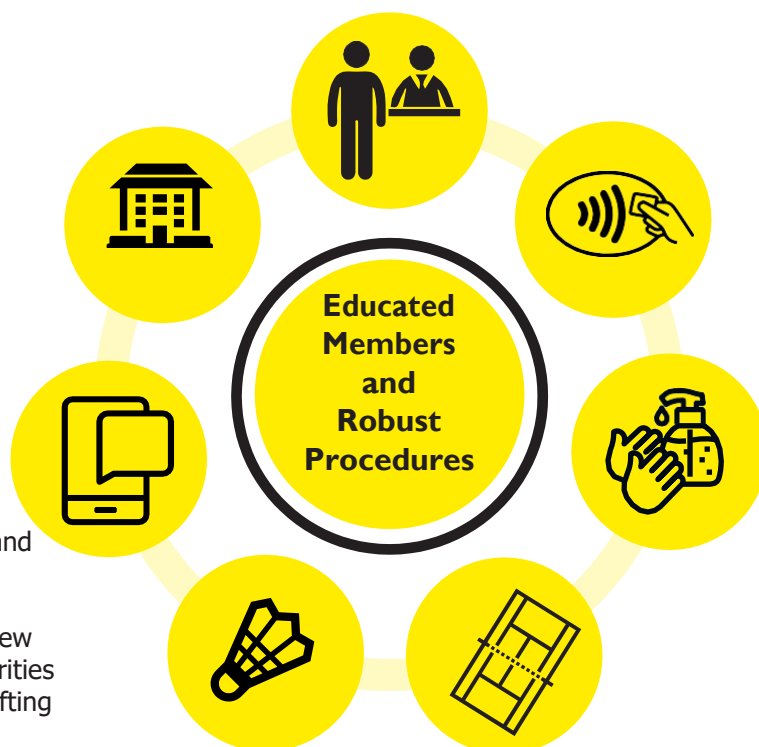 Educated
Members
and
Robust
Procedures
and
ew
rities
fting